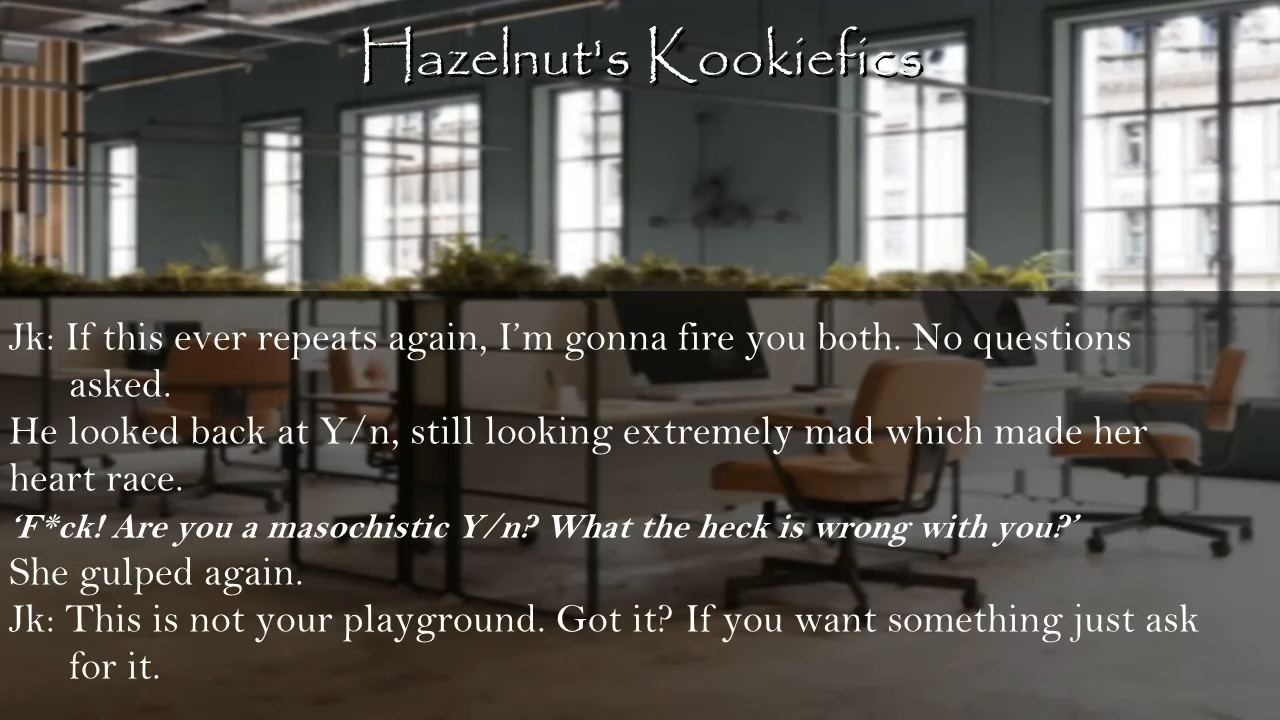 Hazelnut's Kookiefics
Jk: If this ever repeats again, I'm gonna fire you both. No questions
asked.
He looked back at Y/n, still looking extremely mad which made her
heart race.
‘F*ck! Are you a masochistic Y/n? What the heck is wrong with you?’
She gulped again.
Jk: This is not your playground. Got it? If you want something just ask
for it.